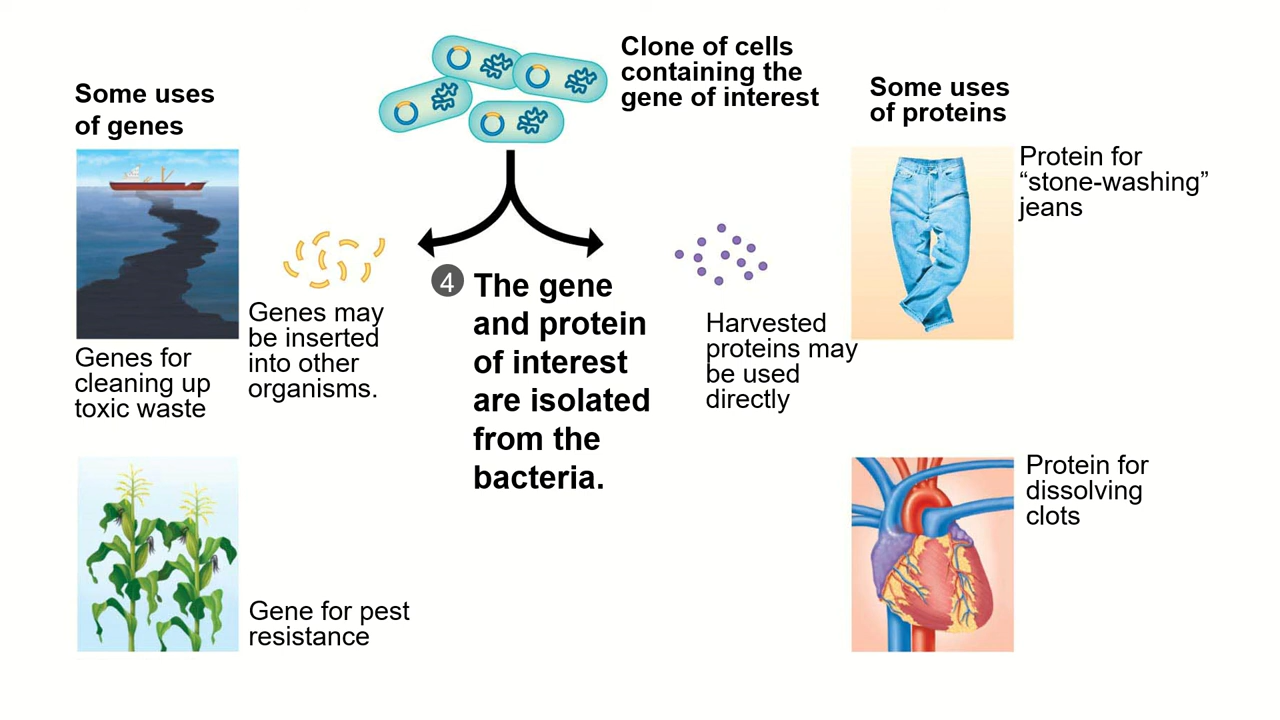 Clone of cells
containing the
gene of interest
Some uses
of genes
Some uses
of proteins
Protein for
“stone-washing”
jeans
4 The gene
and protein
of interest
are isolated
from the
bacteria.
Genes may
be inserted
into other
organisms.
Harvested
proteins may
be used
directly
Genes for
cleaning up
toxic waste
Protein for
dissolving
clots
Gene for pest
resistance